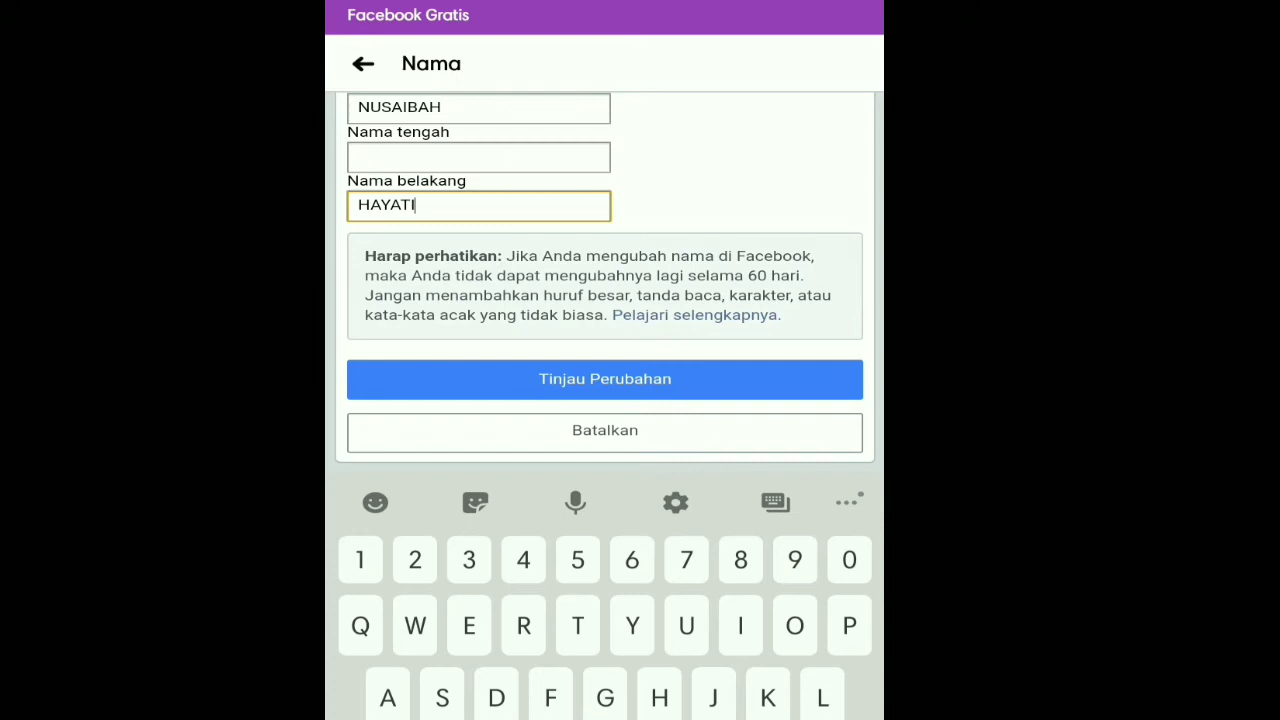 Facebook Gratis
Nama
NUSAIBAH
Nama tengah
Nama belakang
HAYATI
Harap perhatikan: Jika Anda mengubah nama di Facebook,
maka Anda tidak dapat mengubahnya lagi selama 60 hari.
Jangan menambahkan huruf besar, tanda baca, karakter, atau
kata-kata acak yang tidak biasa. Pelajari selengkapnya.
Tinjau Perubahan
Batalkan
1 2 3 4 5 6 7 8 9 0
Q W E R T Y U I O P
A S D F G H J K L